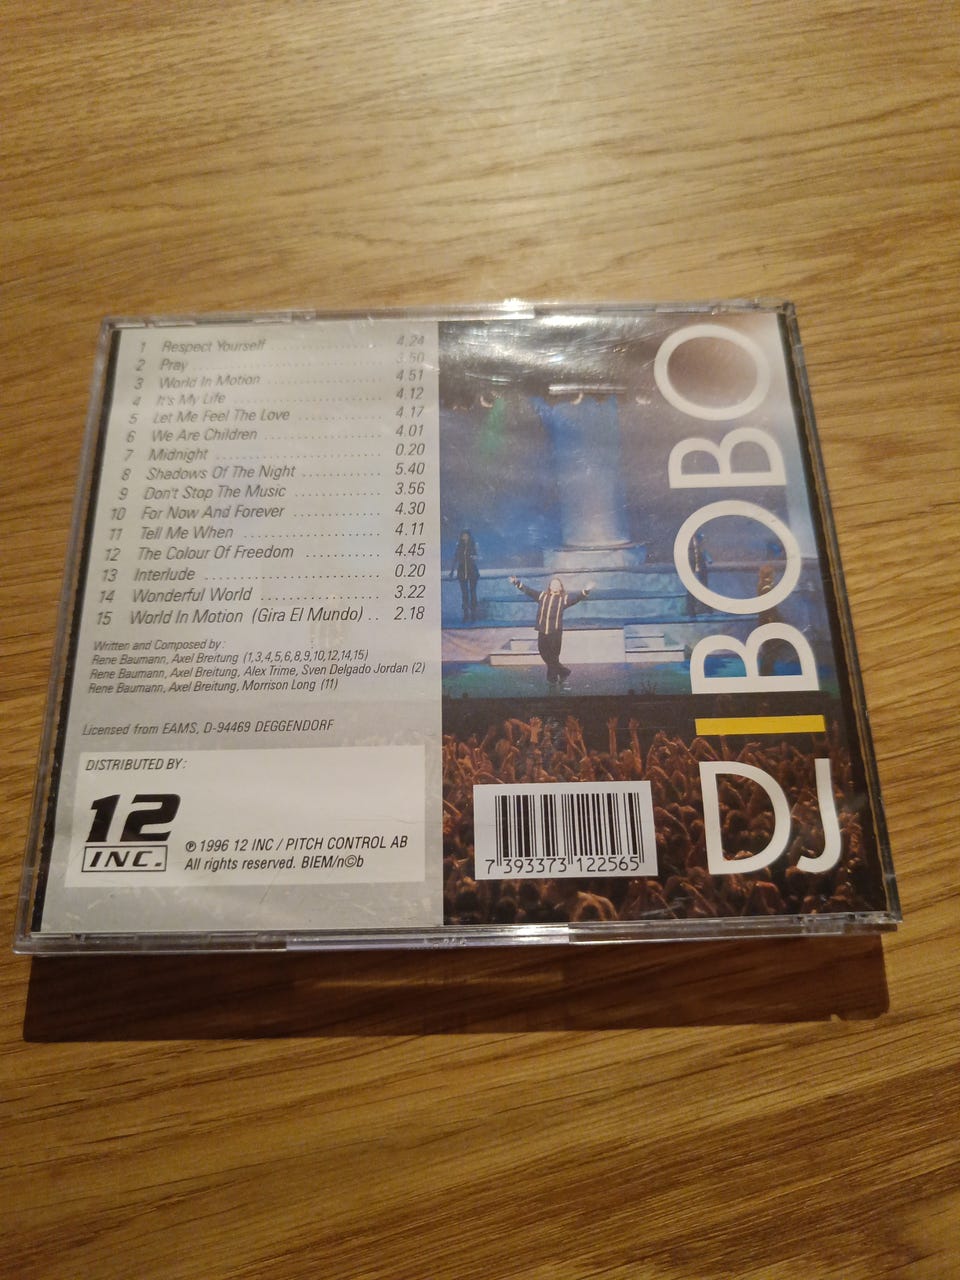 1 Respect Yourself ................ 4.24
2 Pray ................ 3.50
3 World In Motion ................ 4.51
4 It's My Life ................ 4.12
5 Let Me Feel The Love ................ 4.17
6 We Are Children ................ 4.01
7 Midnight ................ 0.20
8 Shadows Of The Night ................ 5.40
9 Don't Stop The Music ................ 3.56
10 For Now And Forever ................ 4.30
11 Tell Me When ................ 4.11
12 The Colour Of Freedom ................ 4.45
13 Interlude ................ 0.20
14 Wonderful World ................ 3.22
15 World In Motion (Gira El Mundo) .. 2.18
Written and Composed by:
Rene Baumann, Axel Breitung (1,3,4,5,6,8,9,10,12,14,15)
Rene Baumann, Axel Breitung, Alex Trime, Sven Delgado Jordan (2)
Rene Baumann, Axel Breitung, Morrison Long (11)
Licensed from EAMS, D-94469 DEGGENDORF
DISTRIBUTED BY:
12
INC.
℗ 1996 12 INC / PITCH CONTROL AB
All rights reserved. BIEM/n©b
7 393373 122565
DJ BOBO